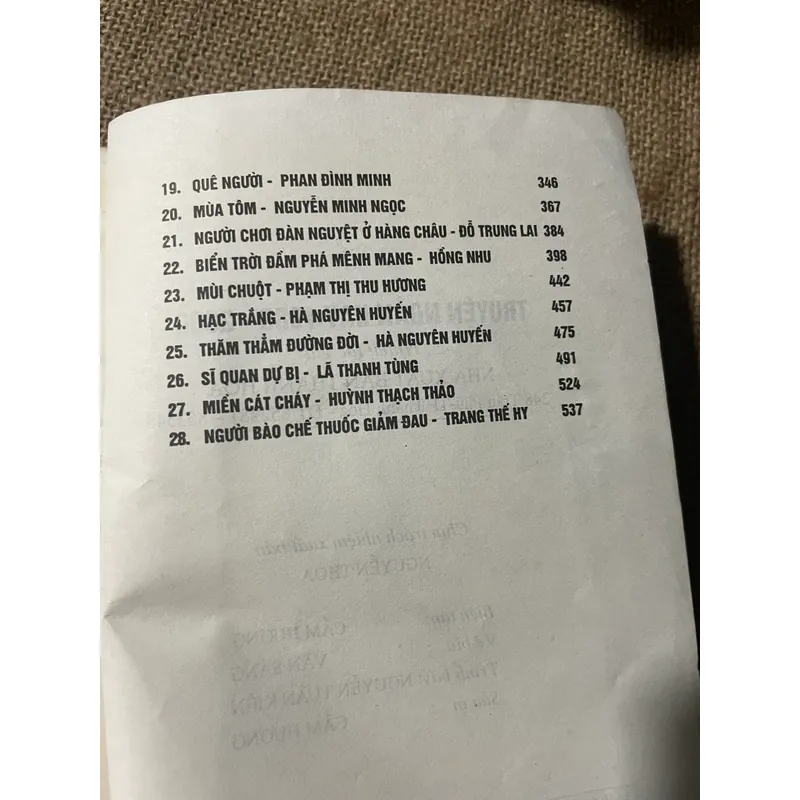 19. QUÊ NGƯỜI - PHAN ĐÌNH MINH 346
20. MÙA TÔM - NGUYỄN MINH NGỌC 367
21. NGƯỜI CHƠI ĐÀN NGUYỆT Ở HÀNG CHÂU - ĐỖ TRUNG LAI 384
22. BIỂN TRỜI ĐẦM PHÁ MÊNH MANG - HỒNG NHU 398
23. MÙI CHUỘT - PHẠM THỊ THU HƯƠNG 442
24. HẠC TRẮNG - HÀ NGUYÊN HUYẾN 457
25. THĂM THẲM ĐƯỜNG ĐỜI - HÀ NGUYÊN HUYẾN 475
26. SĨ QUAN DỰ BỊ - LÃ THANH TÙNG 491
27. MIỀN CÁT CHÁY - HUỲNH THẠCH THẢO 524
28. NGƯỜI BÀO CHẾ THUỐC GIẢM ĐAU - TRANG THẾ HY 537